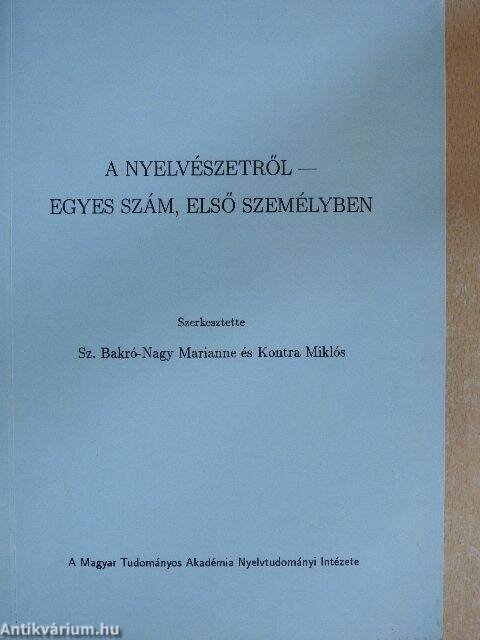 A NYELVÉSZETRŐL —
EGYES SZÁM, ELSŐ SZEMÉLYBEN
Szerkesztette
Sz. Bakró-Nagy Marianne és Kontra Miklós
A Magyar Tudományos Akadémia Nyelvtudományi Intézete
Antikvárium.hu